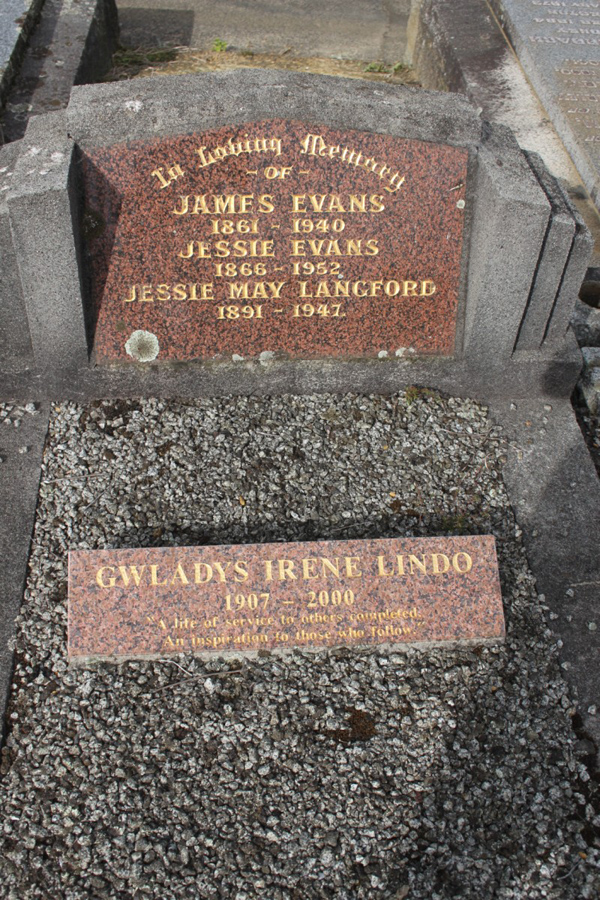 In Loving Memory
- OF -
JAMES EVANS
1861 - 1940
JESSIE EVANS
1866 - 1952
JESSIE MAY LANGFORD
1891 - 1947.
GWLADYS IRENE LINDO
1907 - 2000
"A life of service to others completed.
An inspiration to those who follow."